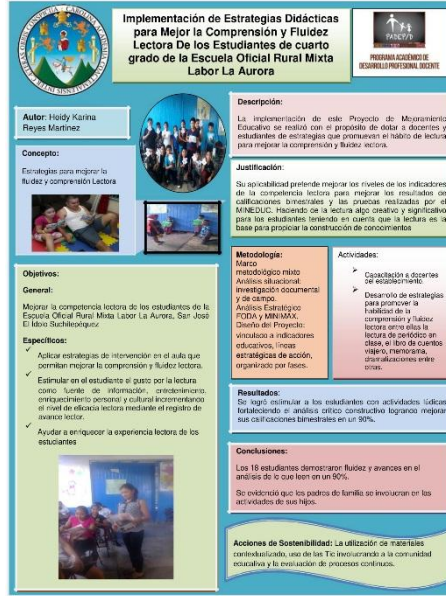 Implementación de Estrategias Didácticas
para Mejor la Comprensión y Fluidez
Lectora De los Estudiantes de cuarto
grado de la Escuela Oficial Rural Mixta
Labor La Aurora
PADEP/D
PROGRAMA ACADÉMICO DE
DESARROLLO PROFESIONAL DOCENTE
Autor: Heidy Karina
Reyes Martinez
Concepto:
Estrategias para mejorar la
fluidez y comprensión Lectora
Objetivos:
General:
Mejorar la competencia lectora de los estudiantes de la
Escuela Oficial Rural Mixta Labor La Aurora, San José
El Idolo Suchitepéquez
Específicos:
✓ Aplicar estrategias de intervención en el aula que
permitan mejorar la comprensión y fluidez lectora.
✓ Estimular en el estudiante el gusto por la lectura
como fuente de información, entretenimiento,
enriquecimiento personal y cultural incrementando
el nivel de eficacia lectora mediante el registro de
avance lector.
✓ Ayudar a enriquecer la experiencia lectora de los
estudiantes
Descripción:
La implementación de este Proyecto de Mejoramiento
Educativo se realizó con el propósito de dotar a docentes y
estudiantes de estrategias que promuevan el hábito de lectura
para mejorar la comprensión y fluidez lectora.
Justificación:
Su aplicabilidad pretende mejorar los niveles de los indicadores
de la competencia lectora para mejorar los resultados de
calificaciones bimestrales y las pruebas realizadas por el
MINEDUC. Haciendo de la lectura algo creativo y significativo
para los estudiantes teniendo en cuenta que la lectura es la
base para propiciar la construcción de conocimientos
Metodología:
Marco
metodológico mixto
Análisis situacional:
investigación documental
y de campo.
Análisis Estratégico
FODA y MINIMAX.
Diseño del Proyecto:
vinculado a indicadores
educativos, líneas
estratégicas de acción,
organizado por fases.
Actividades:
➢ Capacitación a docentes
del establecimiento.
➢ Desarrollo de estrategias
para promover la
habilidad de la
comprensión y fluidez
lectora entre ellas la
lectura de periódico en
clase, el libro de cuentos
viajero, memorama,
dramatizaciones entre
otras.
Resultados:
Se logró estimular a los estudiantes con actividades lúdicas
fortaleciendo el análisis crítico constructivo logrando mejorar
sus calificaciones bimestrales en un 90%.
Conclusiones:
Los 18 estudiantes demostraron fluidez y avances en el
análisis de lo que leen en un 90%.
Se evidenció que los padres de familia se involucran en las
actividades de sus hijos.
Acciones de Sostenibilidad: La utilización de materiales
contextualizado, uso de las Tic involucrando a la comunidad
educativa y la evaluación de procesos continuos.